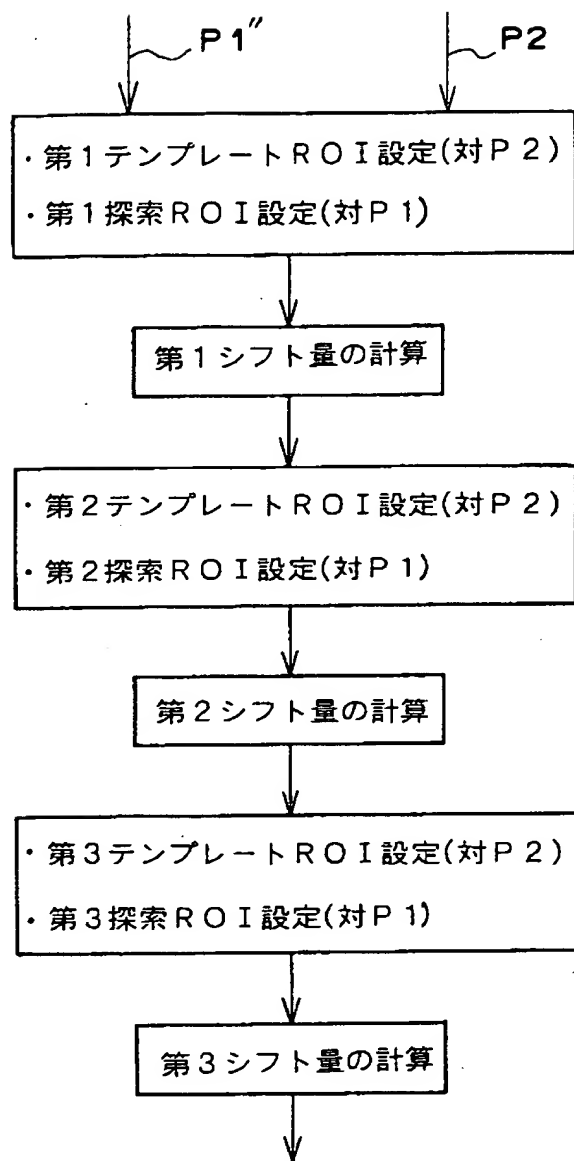 P1″ P2
・第1テンプレートROI設定(対P2)
・第1探索ROI設定(対P1)
第1シフト量の計算
・第2テンプレートROI設定(対P2)
・第2探索ROI設定(対P1)
第2シフト量の計算
・第3テンプレートROI設定(対P2)
・第3探索ROI設定(対P1)
第3シフト量の計算